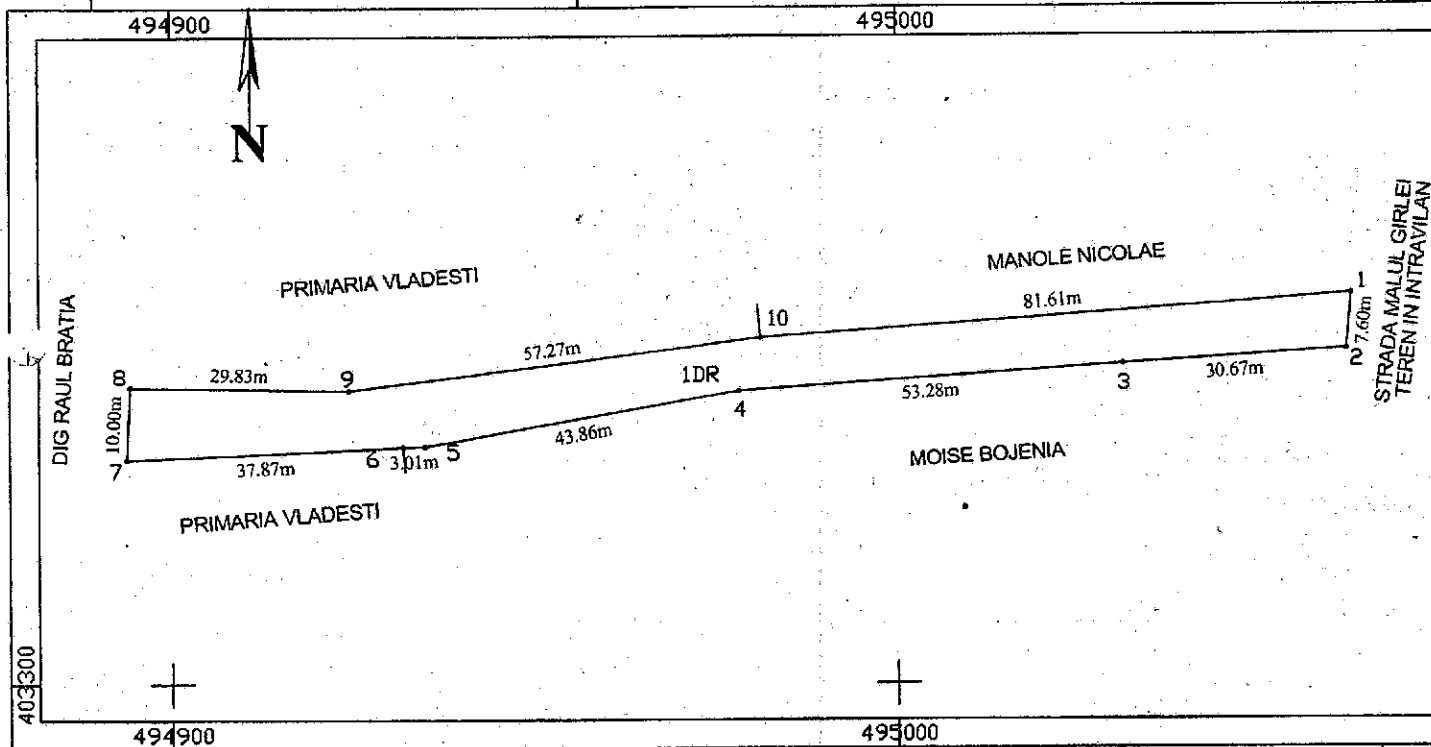 494900
495000
N
STRADA MALUL GIRLEI
TEREN IN INTRAVILAN
MANOLE NICOLAE
PRIMARIA VLADESTI
1
81.61m
7.60m
DIG RAUL BRATIA
10
57.27m
2
8
29.83m
9
1DR
30.67m
3
53.28m
4
10.00m
43.86m
MOISE BOJENIA
7
37.87m
6
3.01m
5
PRIMARIA VLADESTI
403300
494900
495000